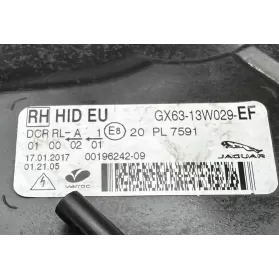 RH HID EU GX63-13W029-EF
DCR RL-A 1 E8 20 PL 7591
01 00 02 01
17.01.2017 00196242-09
01.21.05
varroc
JAGUAR